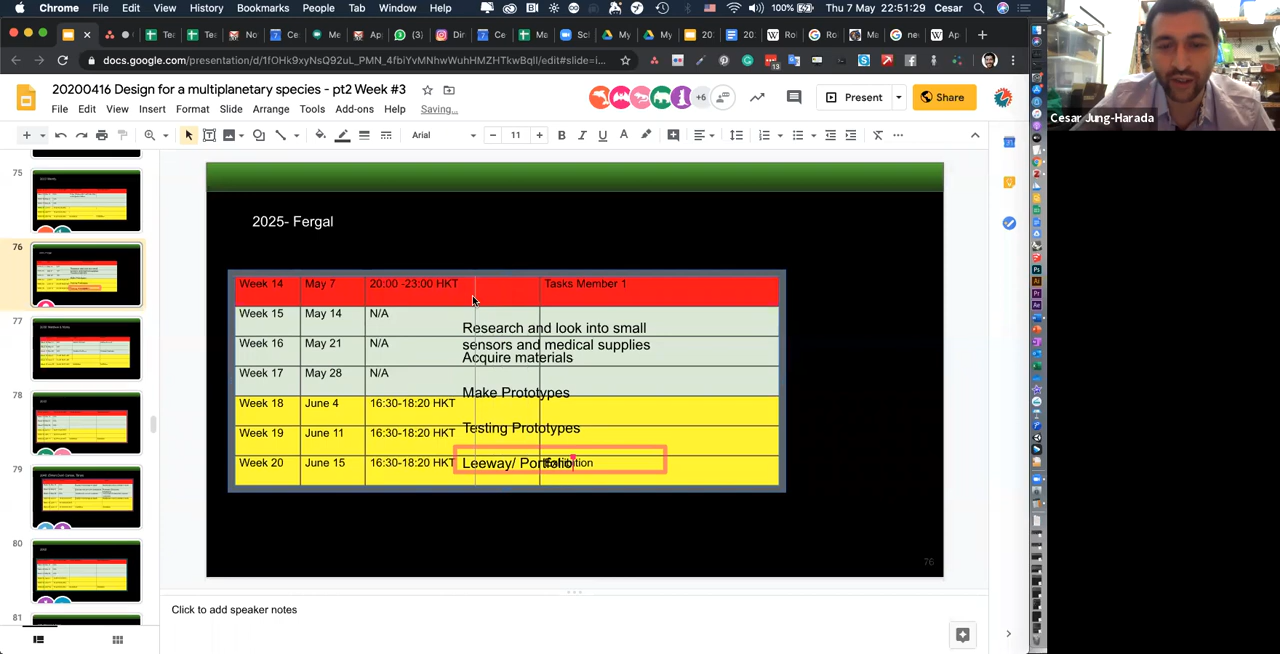 Chrome File Edit View History Bookmarks People Tab Window Help
100% Thu 7 May 22:51:29 Cesar
docs.google.com/presentation/d/1fOHk9xyNsQ92uL_PMN_4fbiYvMNhwWuhHMZHTkwBqlI/edit#slide=i...
20200416 Design for a multiplanetary species - pt2 Week #3
File Edit View Insert Format Slide Arrange Tools Add-ons Help Saving...
+6
Present
Share
Arial
11
B I U A
Cesar Jung-Harada
75
76
77
78
79
80
81
2025- Fergal
Week 14 May 7 20:00 -23:00 HKT Tasks Member 1
Week 15 May 14 N/A
Research and look into small
sensors and medical supplies
Week 16 May 21 N/A
Acquire materials
Week 17 May 28 N/A
Make Prototypes
Week 18 June 4 16:30-18:20 HKT
Testing Prototypes
Week 19 June 11 16:30-18:20 HKT
Week 20 June 15 16:30-18:20 HKT
Leeway/ Portfolio
Exhibition
76
Click to add speaker notes